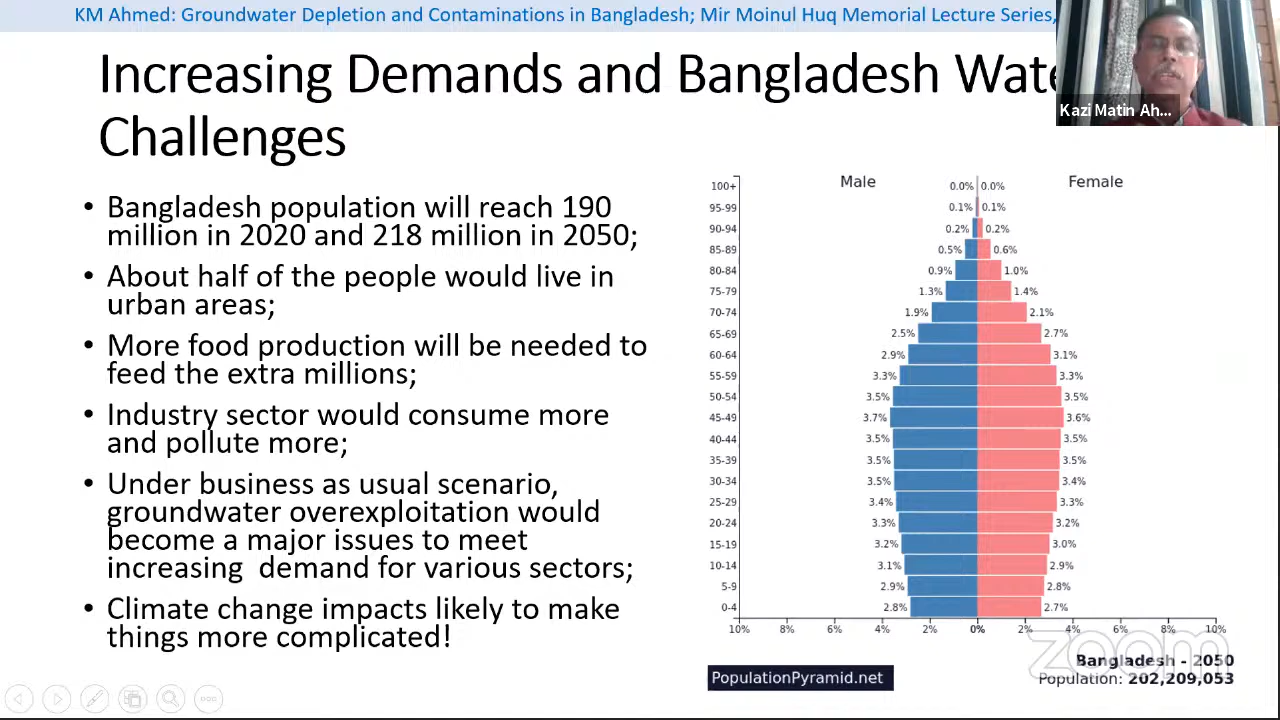 KM Ahmed: Groundwater Depletion and Contaminations in Bangladesh; Mir Moinul Huq Memorial Lecture Series,
Increasing Demands and Bangladesh
Challenges
Kazi Matin Ah...
• Bangladesh population will reach 190
million in 2020 and 218 million in 2050;
• About half of the people would live in
urban areas;
• More food production will be needed to
feed the extra millions;
• Industry sector would consume more
and pollute more;
• Under business as usual scenario,
groundwater overexploitation would
become a major issues to meet
increasing demand for various sectors;
• Climate change impacts likely to make
things more complicated!
Male Female
100+ 0.0% 0.0%
95-99 0.1% 0.1%
90-94 0.2% 0.2%
85-89 0.5% 0.6%
80-84 0.9% 1.0%
75-79 1.3% 1.4%
70-74 1.9% 2.1%
65-69 2.5% 2.7%
60-64 2.9% 3.1%
55-59 3.3% 3.3%
50-54 3.5% 3.5%
45-49 3.7% 3.6%
40-44 3.5% 3.5%
35-39 3.5% 3.5%
30-34 3.5% 3.4%
25-29 3.4% 3.3%
20-24 3.3% 3.2%
15-19 3.2% 3.0%
10-14 3.1% 2.9%
5-9 2.9% 2.8%
0-4 2.8% 2.7%
10% 8% 6% 4% 2% 0% 2% 4% 6% 8% 10%
zoom
Bangladesh - 2050
PopulationPyramid.net
Population: 202,209,053